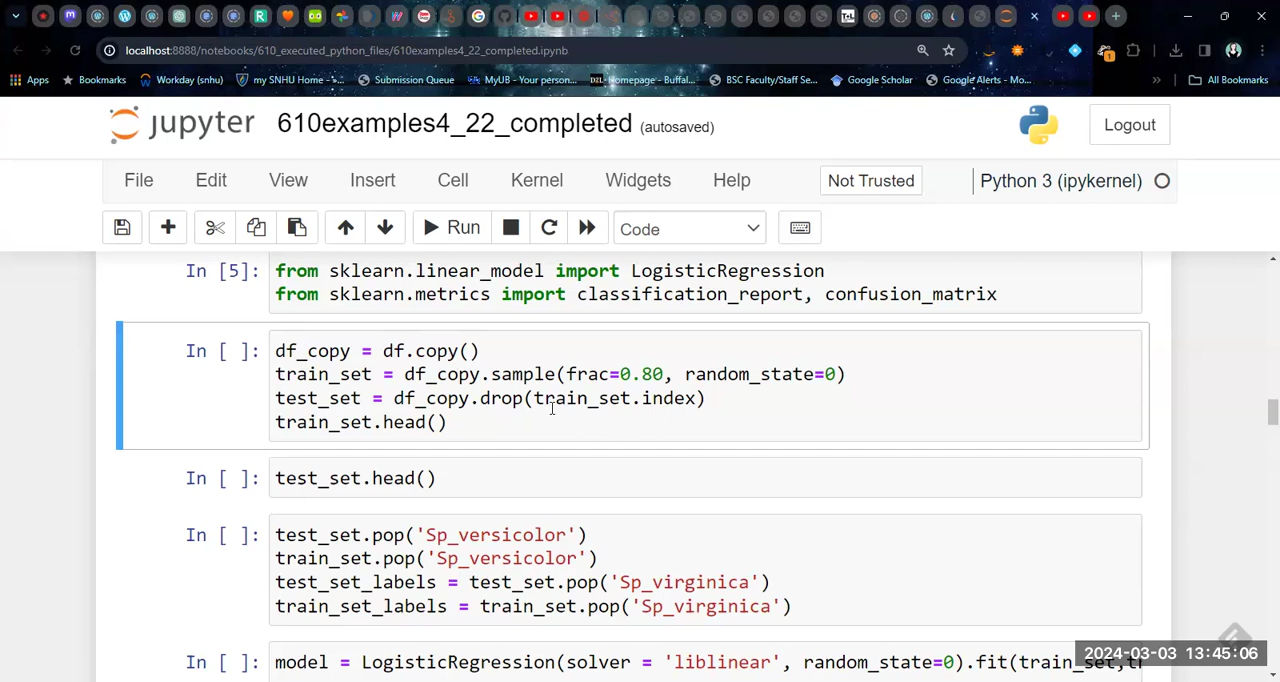 localhost:8888/notebooks/610_executed_python_files/610examples4_22_completed.ipynb
Apps
Bookmarks
Workday (snhu)
my SNHU Home -...
Submission Queue
MyUB - Your person...
D2L Homepage - Buffal...
BSC Faculty/Staff Se...
Google Scholar
Google Alerts - Mo...
»
All Bookmarks
jupyter 610examples4_22_completed (autosaved)
Logout
File Edit View Insert Cell Kernel Widgets Help
Not Trusted
Python 3 (ipykernel)
Run
Code
In [5]: from sklearn.linear_model import LogisticRegression
from sklearn.metrics import classification_report, confusion_matrix
In [ ]: df_copy = df.copy()
train_set = df_copy.sample(frac=0.80, random_state=0)
test_set = df_copy.drop(train_set.index)
train_set.head()
In [ ]: test_set.head()
In [ ]: test_set.pop('Sp_versicolor')
train_set.pop('Sp_versicolor')
test_set_labels = test_set.pop('Sp_virginica')
train_set_labels = train_set.pop('Sp_virginica')
In [ ]: model = LogisticRegression(solver = 'liblinear', random_state=0).fit(train_set,
2024-03-03 13:45:06